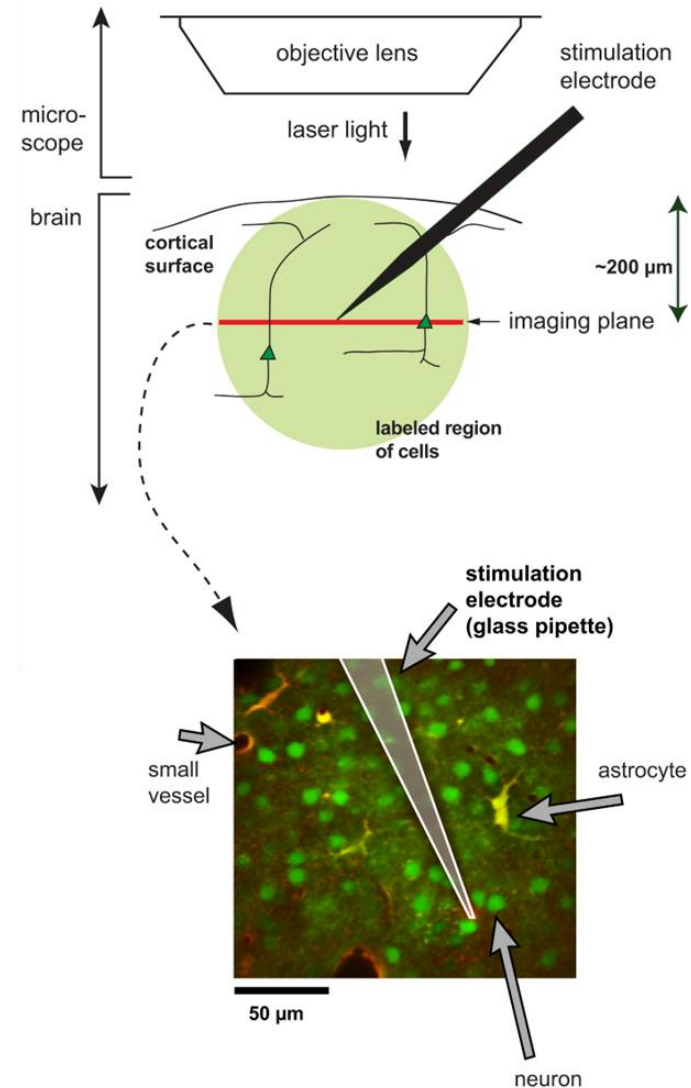 objective lens
stimulation
electrode
micro-
scope
laser light
brain
cortical
surface
~200 µm
imaging plane
labeled region
of cells
stimulation
electrode
(glass pipette)
small
vessel
astrocyte
50 µm
neuron